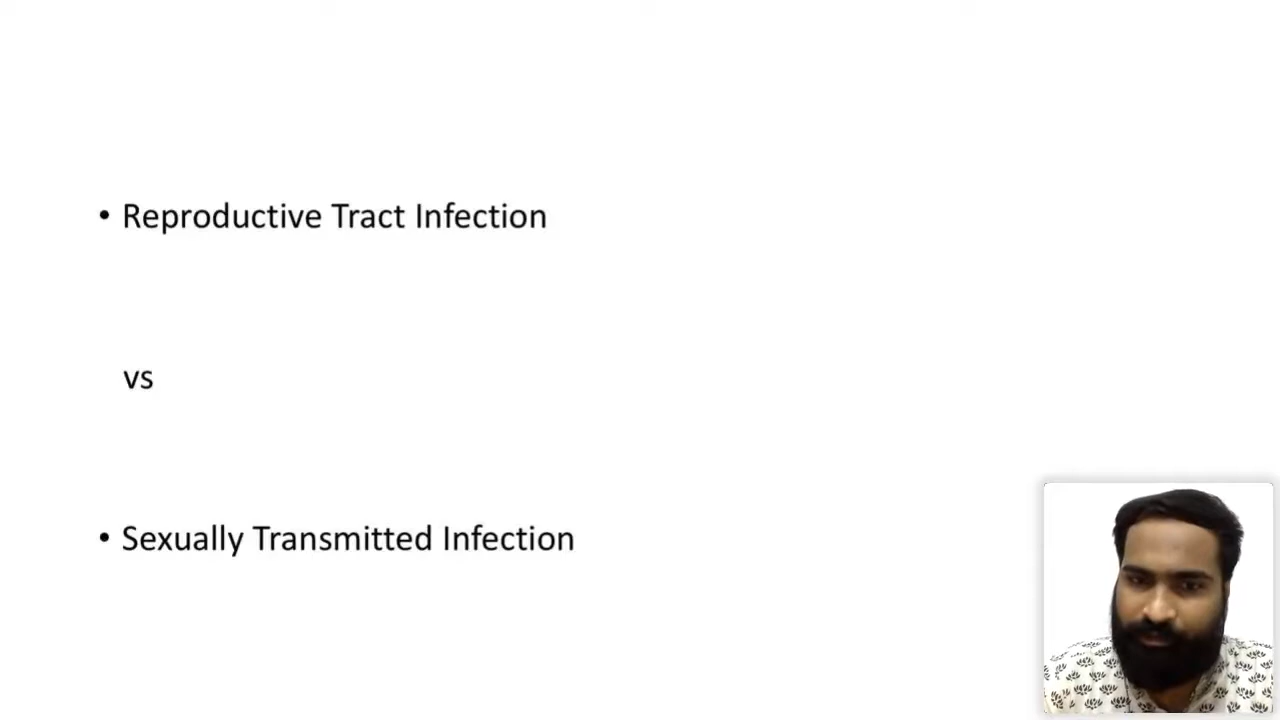 • Reproductive Tract Infection
vs
• Sexually Transmitted Infection